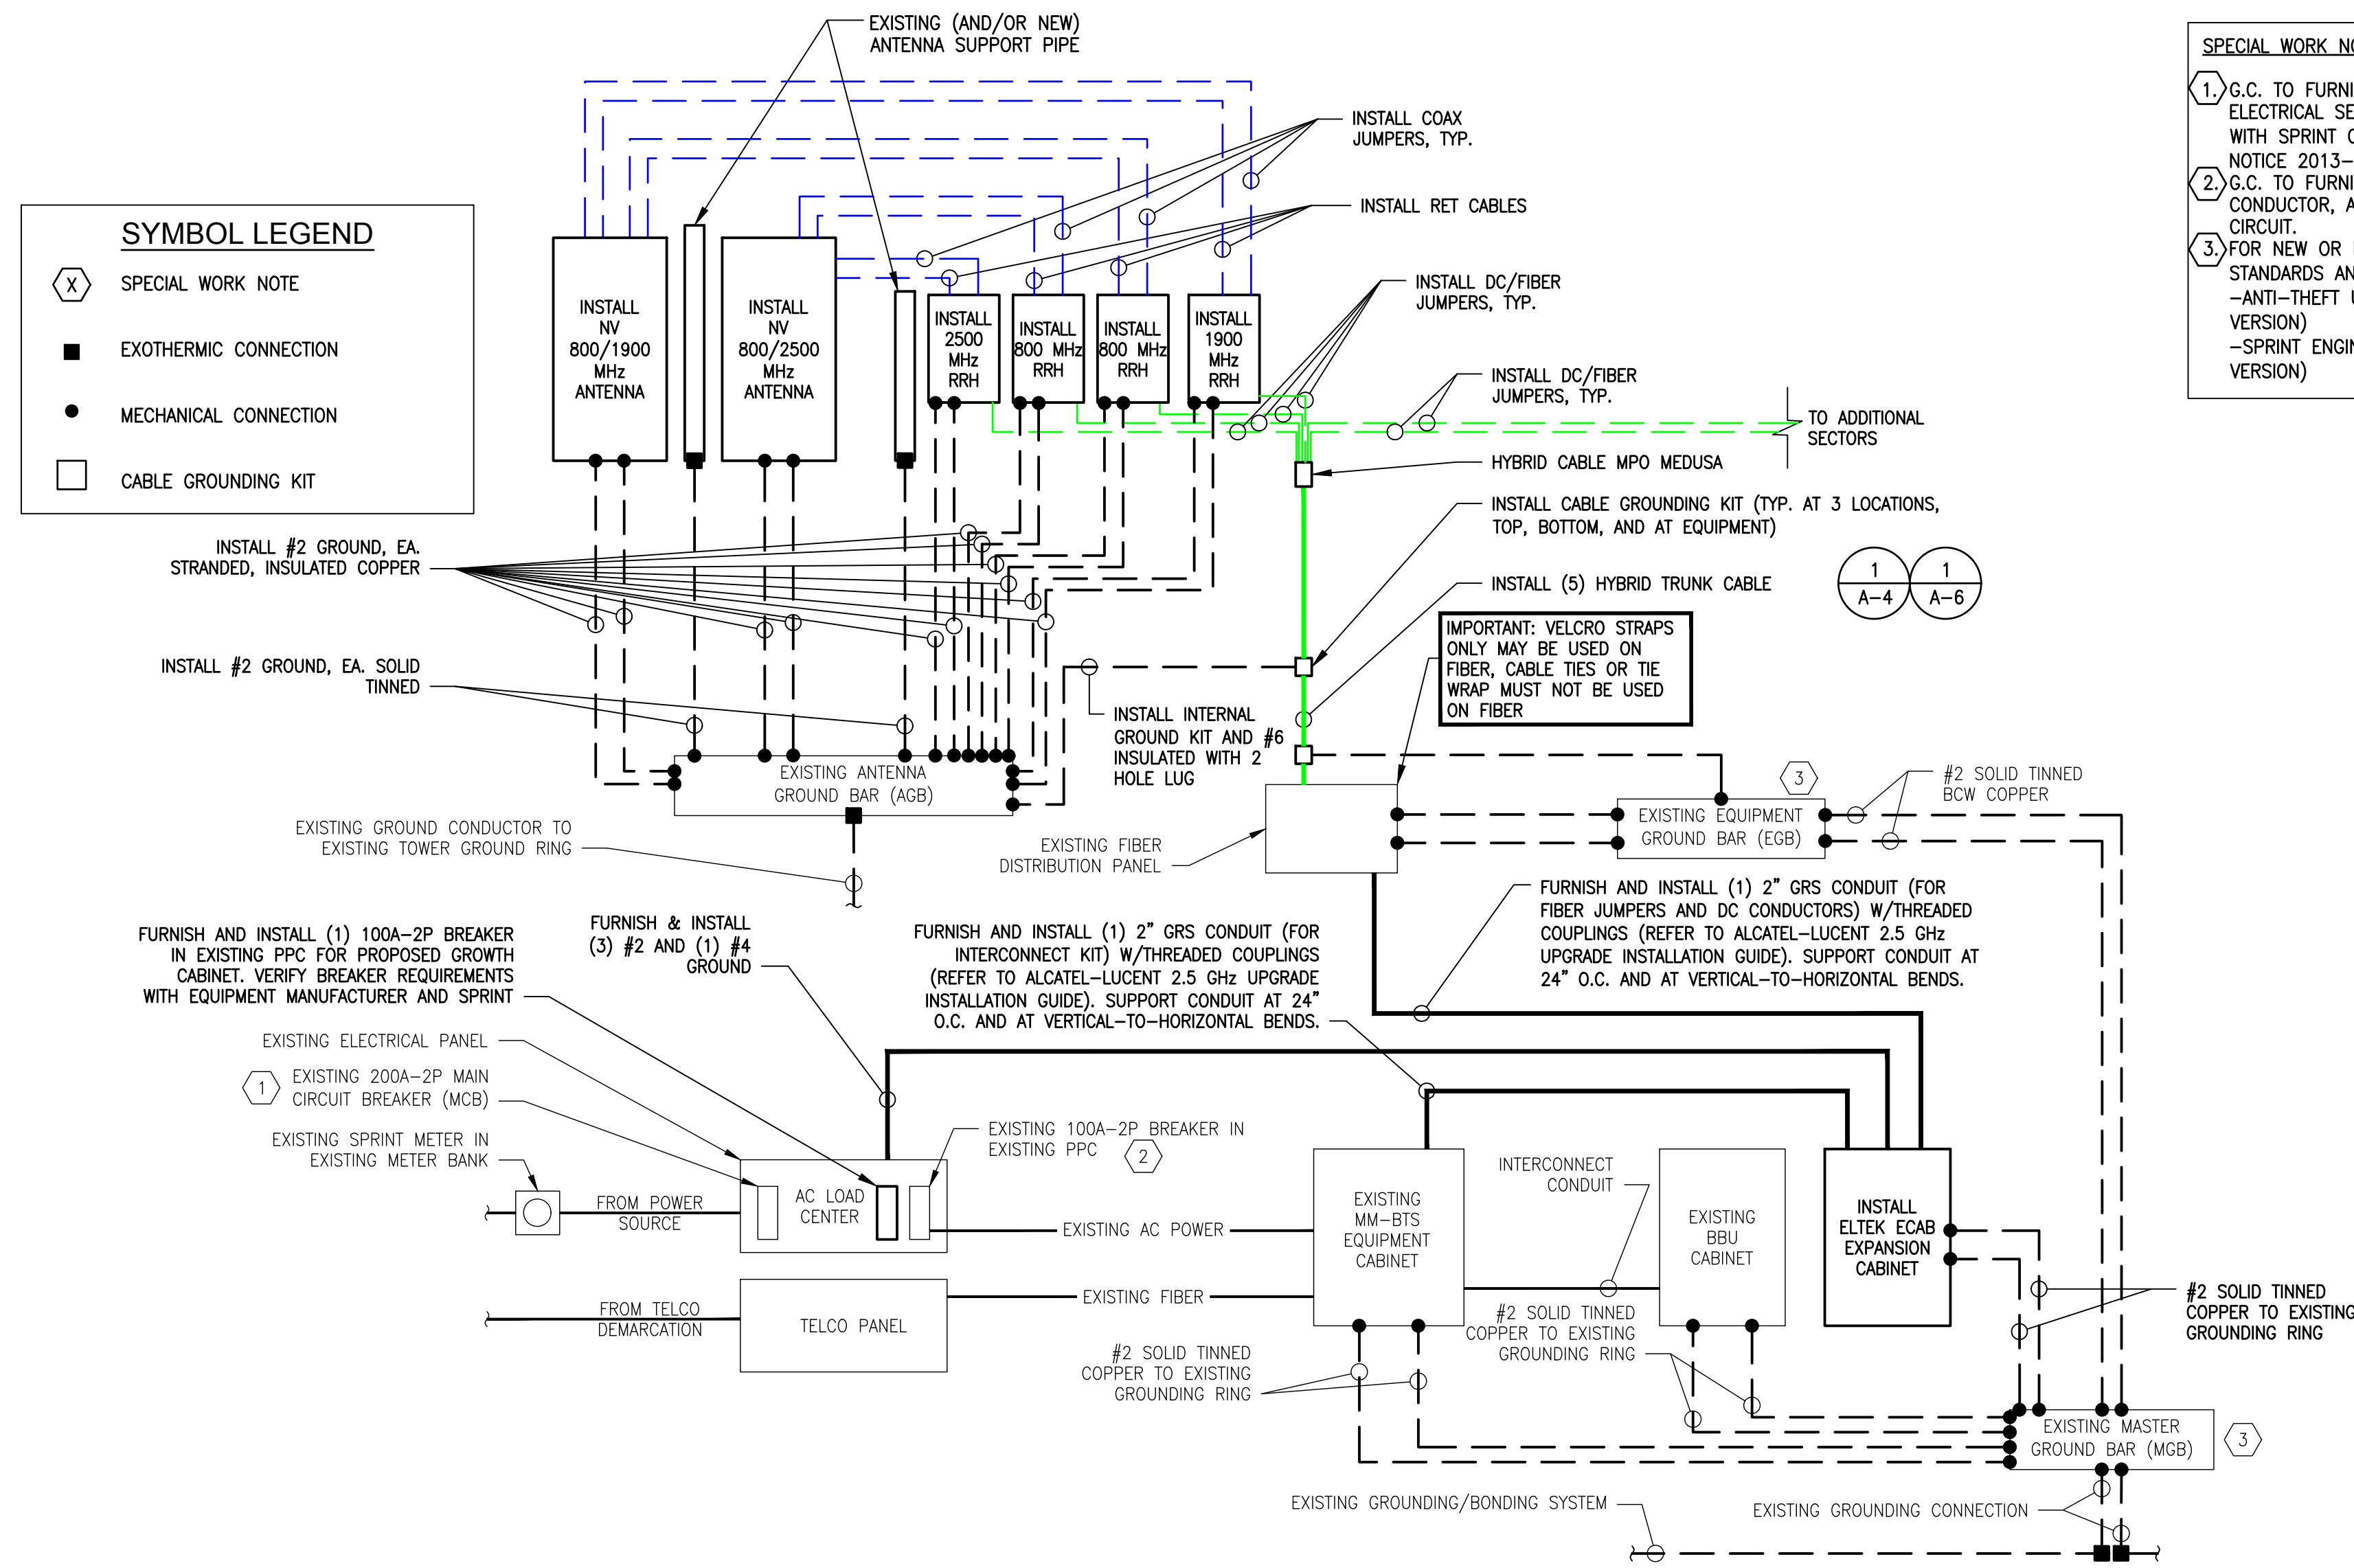 EXISTING (AND/OR NEW)
ANTENNA SUPPORT PIPE
SPECIAL WORK
1.
G.C. TO
ELECTRICAL
WITH SPRINT
NOTICE 2013-
2.
G.C. TO
CONDUCTOR,
CIRCUIT.
3.
FOR NEW OR
STANDARDS
-ANTI-THEFT
VERSION)
-SPRINT
VERSION)
INSTALL COAX
JUMPERS, TYP.
INSTALL RET CABLES
INSTALL DC/FIBER
JUMPERS, TYP.
INSTALL DC/FIBER
JUMPERS, TYP.
TO ADDITIONAL
SECTORS
SYMBOL LEGEND
X
SPECIAL WORK NOTE
EXOTHERMIC CONNECTION
MECHANICAL CONNECTION
CABLE GROUNDING KIT
INSTALL
NV
800/1900
MHz
ANTENNA
INSTALL
NV
800/2500
MHz
ANTENNA
INSTALL
2500
MHz
RRH
INSTALL
800 MHz
RRH
INSTALL
800 MHz
RRH
INSTALL
1900
MHz
RRH
HYBRID CABLE MPO MEDUSA
INSTALL CABLE GROUNDING KIT (TYP. AT 3 LOCATIONS,
TOP, BOTTOM, AND AT EQUIPMENT)
INSTALL (5) HYBRID TRUNK CABLE
1
A-4
1
A-6
INSTALL #2 GROUND, EA.
STRANDED, INSULATED COPPER
INSTALL #2 GROUND, EA. SOLID
TINNED
IMPORTANT: VELCRO STRAPS
ONLY MAY BE USED ON
FIBER, CABLE TIES OR TIE
WRAP MUST NOT BE USED
ON FIBER
INSTALL INTERNAL
GROUND KIT AND #6
INSULATED WITH 2
HOLE LUG
EXISTING ANTENNA
GROUND BAR (AGB)
3
#2 SOLID TINNED
BCW COPPER
EXISTING EQUIPMENT
GROUND BAR (EGB)
EXISTING GROUND CONDUCTOR TO
EXISTING TOWER GROUND RING
EXISTING FIBER
DISTRIBUTION PANEL
FURNISH AND INSTALL (1) 2" GRS CONDUIT (FOR
FIBER JUMPERS AND DC CONDUCTORS) W/THREADED
COUPLINGS (REFER TO ALCATEL-LUCENT 2.5 GHz
UPGRADE INSTALLATION GUIDE). SUPPORT CONDUIT AT
24" O.C. AND AT VERTICAL-TO-HORIZONTAL BENDS.
FURNISH AND INSTALL (1) 100A-2P BREAKER
IN EXISTING PPC FOR PROPOSED GROWTH
CABINET. VERIFY BREAKER REQUIREMENTS
WITH EQUIPMENT MANUFACTURER AND SPRINT
FURNISH & INSTALL
(3) #2 AND (1) #4
GROUND
FURNISH AND INSTALL (1) 2" GRS CONDUIT (FOR
INTERCONNECT KIT) W/THREADED COUPLINGS
(REFER TO ALCATEL-LUCENT 2.5 GHz UPGRADE
INSTALLATION GUIDE). SUPPORT CONDUIT AT 24"
O.C. AND AT VERTICAL-TO-HORIZONTAL BENDS.
EXISTING ELECTRICAL PANEL
1
EXISTING 200A-2P MAIN
CIRCUIT BREAKER (MCB)
EXISTING SPRINT METER IN
EXISTING METER BANK
EXISTING 100A-2P BREAKER IN
EXISTING PPC
2
FROM POWER
SOURCE
AC LOAD
CENTER
EXISTING AC POWER
EXISTING
MM-BTS
EQUIPMENT
CABINET
INTERCONNECT
CONDUIT
EXISTING
BBU
CABINET
INSTALL
ELTEK ECAB
EXPANSION
CABINET
FROM TELCO
DEMARCATION
TELCO PANEL
EXISTING FIBER
#2 SOLID TINNED
COPPER TO EXISTING
GROUNDING RING
#2 SOLID TINNED
COPPER TO EXISTING
GROUNDING RING
#2 SOLID TINNED
COPPER TO EXISTING
GROUNDING RING
EXISTING MASTER
GROUND BAR (MGB)
3
EXISTING GROUNDING/BONDING SYSTEM
EXISTING GROUNDING CONNECTION